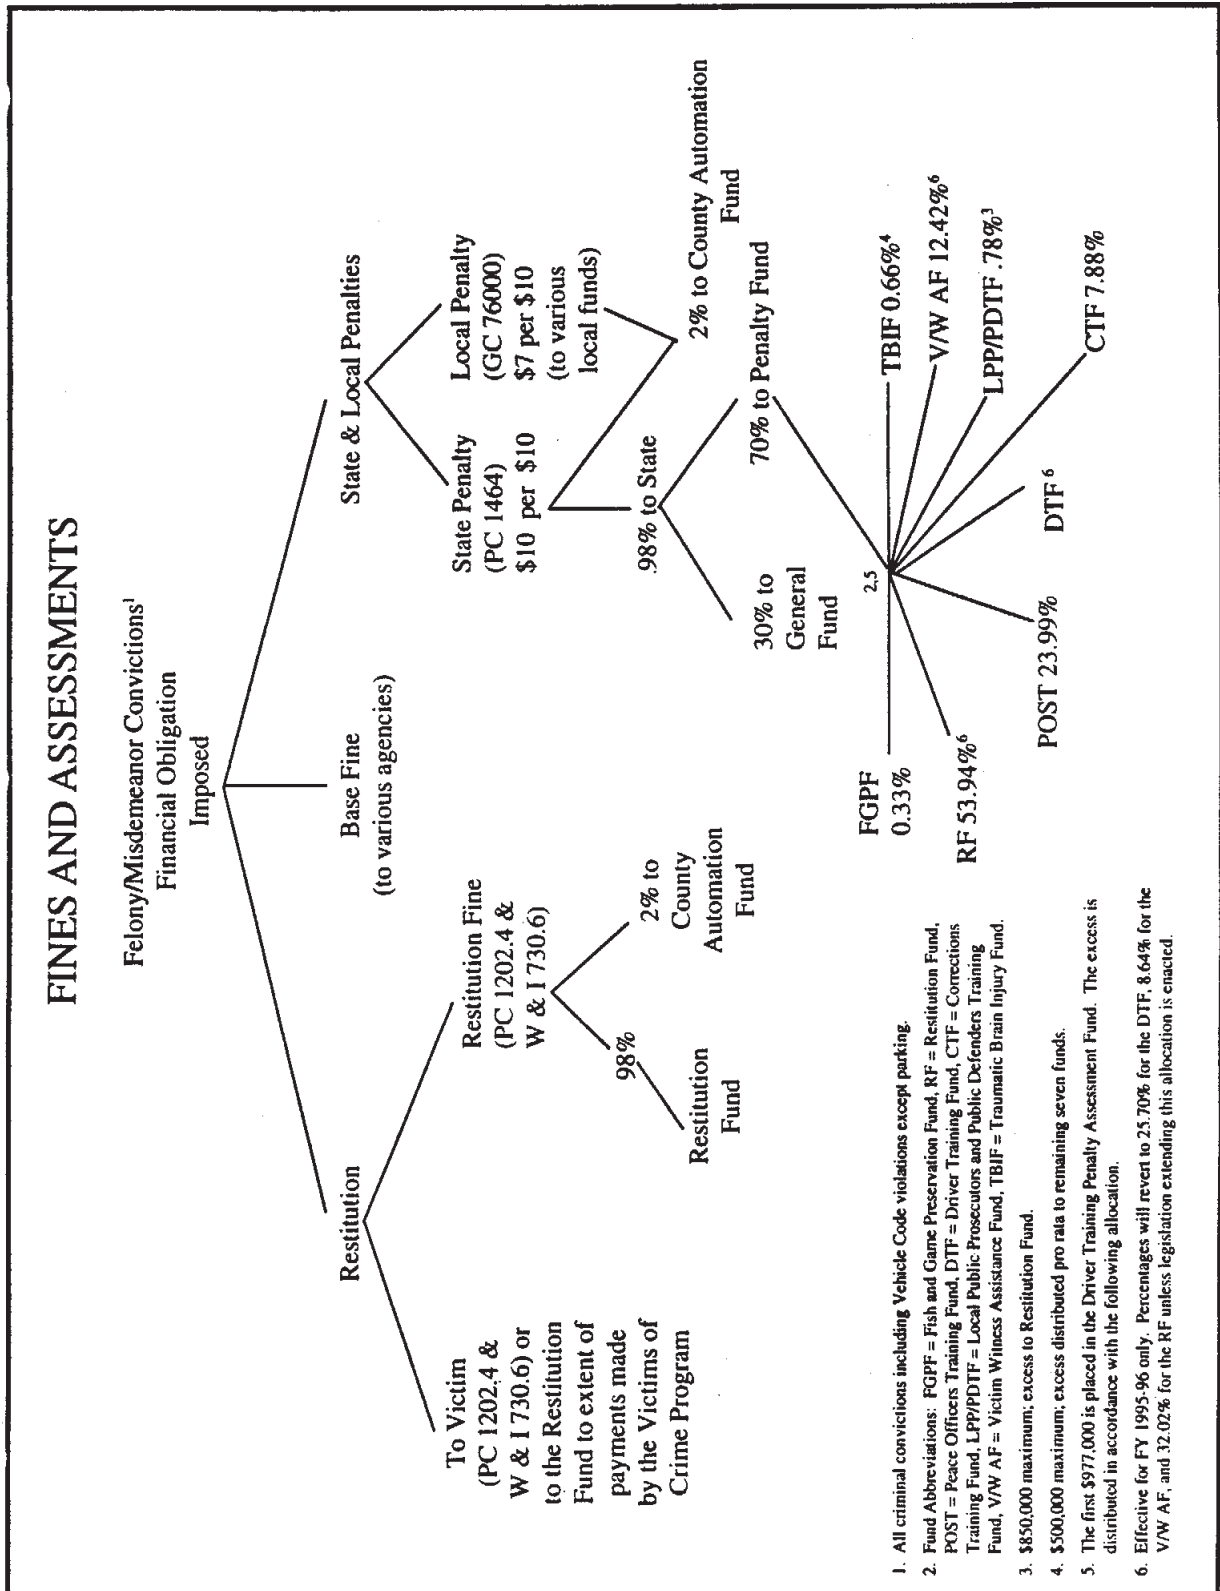 FINES AND ASSESSMENTS
Felony/Misdemeanor Convictions¹
Financial Obligation
Imposed
Restitution
Base Fine
(to various agencies)
State & Local Penalties
To Victim
(PC 1202.4 &
W & I 730.6) or
to the Restitution
Fund to extent of
payments made
by the Victims of
Crime Program
Restitution Fine
(PC 1202.4 &
W & I 730.6)
98%
Restitution
Fund
2% to
County
Automation
Fund
State Penalty
(PC 1464)
$10 per $10
Local Penalty
(GC 76000)
$7 per $10
(to various
local funds)
98% to State
2% to County Automation
Fund
30% to
General
Fund
70% to Penalty Fund
2,5
FGPF
0.33%
RF 53.94%⁶
POST 23.99%
DTF⁶
CTF 7.88%
LPP/PDTF .78%³
V/W AF 12.42%⁶
TBIF 0.66%⁴
1. All criminal convictions including Vehicle Code violations except parking.
2. Fund Abbreviations: FGPF = Fish and Game Preservation Fund, RF = Restitution Fund,
POST = Peace Officers Training Fund, DTF = Driver Training Fund, CTF = Corrections
Training Fund, LPP/PDTF = Local Public Prosecutors and Public Defenders Training
Fund, V/W AF = Victim Witness Assistance Fund, TBIF = Traumatic Brain Injury Fund.
3. $850,000 maximum; excess to Restitution Fund.
4. $500,000 maximum; excess distributed pro rata to remaining seven funds.
5. The first $977,000 is placed in the Driver Training Penalty Assessment Fund. The excess is
distributed in accordance with the following allocation.
6. Effective for FY 1995-96 only. Percentages will revert to 25.70% for the DTF, 8.64% for the
V/W AF, and 32.02% for the RF unless legislation extending this allocation is enacted.